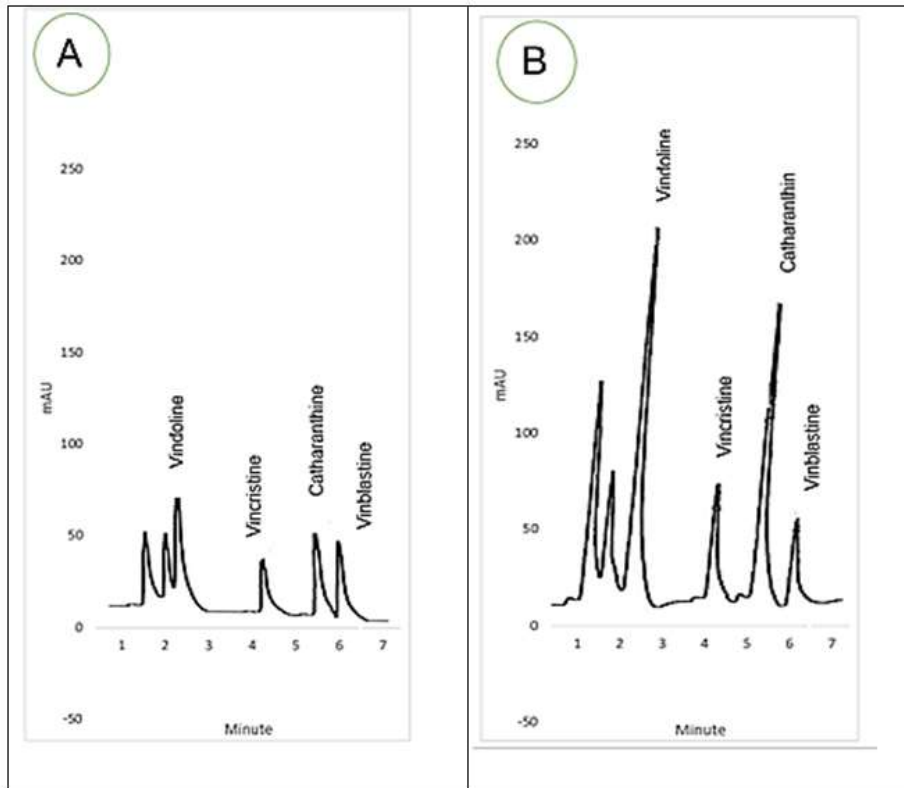 A
250
200
150
100
50
0
-50
mAU
Vindoline
Vincristine
Catharanthine
Vinblastine
1 2 3 4 5 6 7
Minute
B
250
200
150
100
50
0
-50
mAU
Vindoline
Vincristine
Catharanthin
Vinblastine
1 2 3 4 5 6 7
Minute